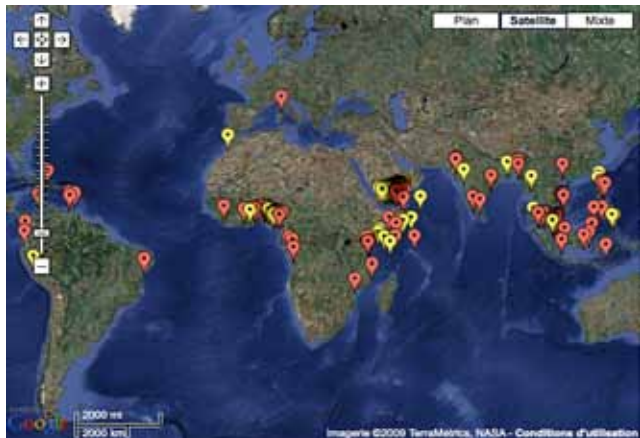 Plan Satellite Mixte
Google
2000 mi
2000 km
Imagerie ©2009 TerraMetrics, NASA - Conditions d'utilisation